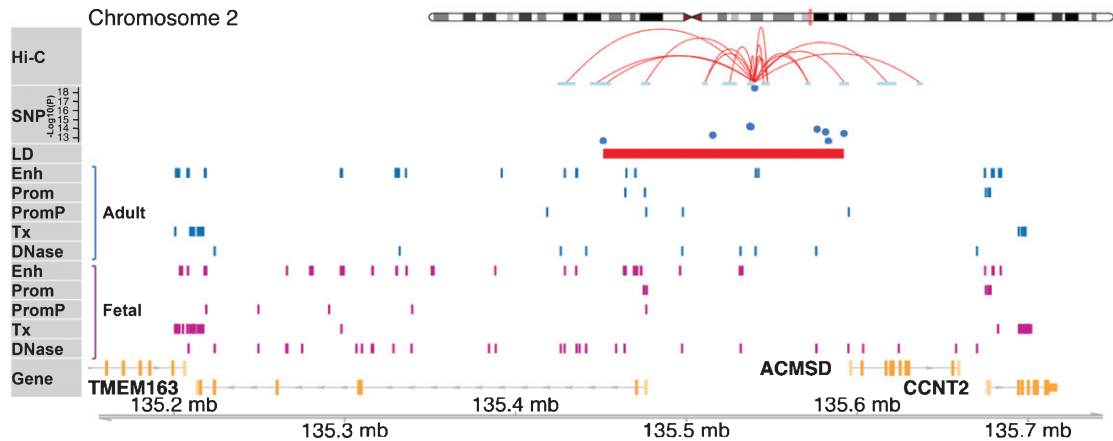 Chromosome 2
Hi-C
SNP
-Log10(P)
18
17
16
15
14
13
LD
Enh
Prom
PromP
Tx
DNase
Adult
Enh
Prom
PromP
Tx
DNase
Fetal
Gene
TMEM163
ACMSD
CCNT2
135.2 mb
135.4 mb
135.6 mb
135.3 mb
135.5 mb
135.7 mb